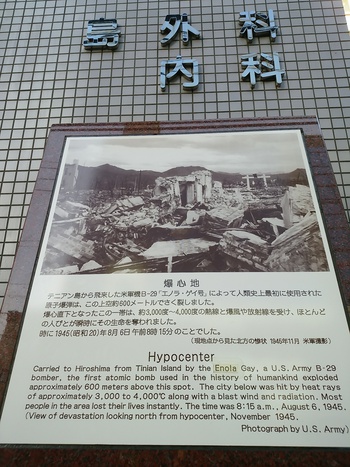 島外科
内科
爆心地
テニアン島から飛来した米軍機B-29「エノラ・ゲイ号」によって人類史上最初に使用された
原子爆弾は、この上空約600メートルでさく裂しました。
爆心直下となったこの一帯は、約3,000度~4,000度の熱線と爆風や放射線を受け、ほとんど
の人びとが瞬時にその生命を奪われました。
時に1945(昭和20)年8月6日 午前8時15分のことでした。
(現地点から見た北方の惨状 1945年11月 米軍撮影)
Hypocenter
Carried to Hiroshima from Tinian Island by the Enola Gay, a U.S. Army B-29
bomber, the first atomic bomb used in the history of humankind exploded
approximately 600 meters above this spot. The city below was hit by heat rays
of approximately 3,000 to 4,000℃ along with a blast wind and radiation. Most
people in the area lost their lives instantly. The time was 8:15 a.m., August 6, 1945.
(View of devastation looking north from hypocenter, November 1945.
Photograph by U.S. Army)